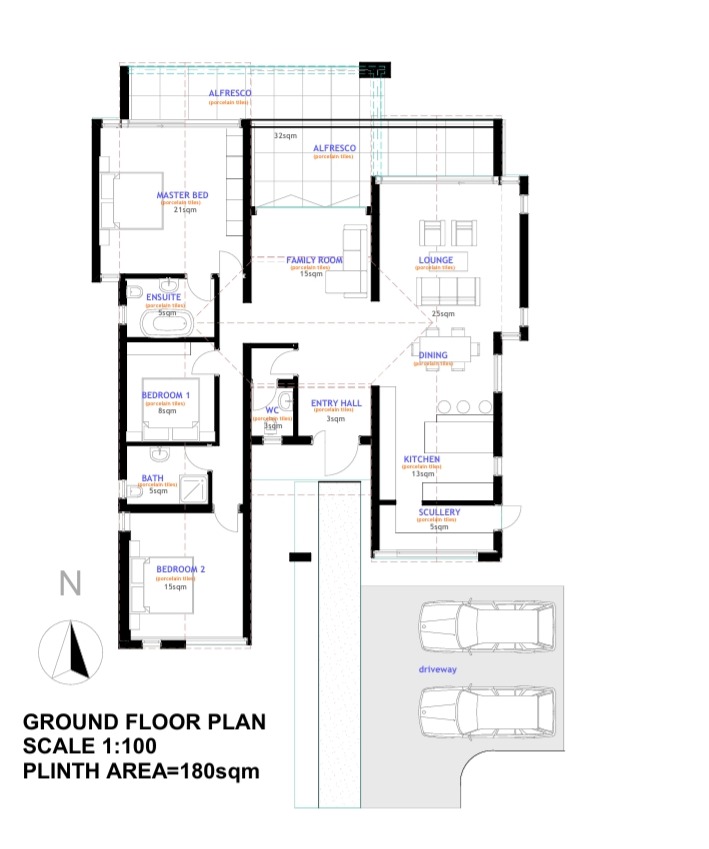 ALFRESCO
(porcelain tiles)
32sqm
ALFRESCO
(porcelain tiles)
MASTER BED
(porcelain tiles)
21sqm
FAMILY ROOM
(porcelain tiles)
15sqm
LOUNGE
(porcelain tiles)
25sqm
ENSUITE
(porcelain tiles)
5sqm
DINING
(porcelain tiles)
BEDROOM 1
(porcelain tiles)
8sqm
WC
(porcelain tiles)
3sqm
ENTRY HALL
(porcelain tiles)
3sqm
KITCHEN
(porcelain tiles)
13sqm
BATH
(porcelain tiles)
5sqm
SCULLERY
(porcelain tiles)
5sqm
BEDROOM 2
(porcelain tiles)
15sqm
N
driveway
GROUND FLOOR PLAN
SCALE 1:100
PLINTH AREA=180sqm